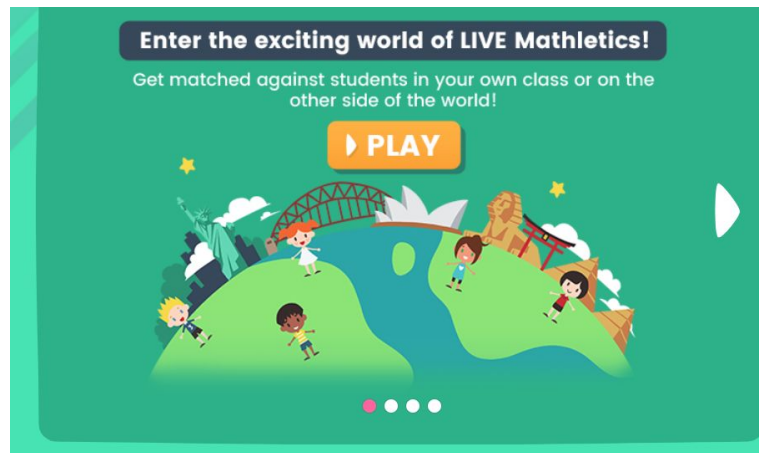 Enter the exciting world of LIVE Mathletics!
Get matched against students in your own class or on the
other side of the world!
PLAY